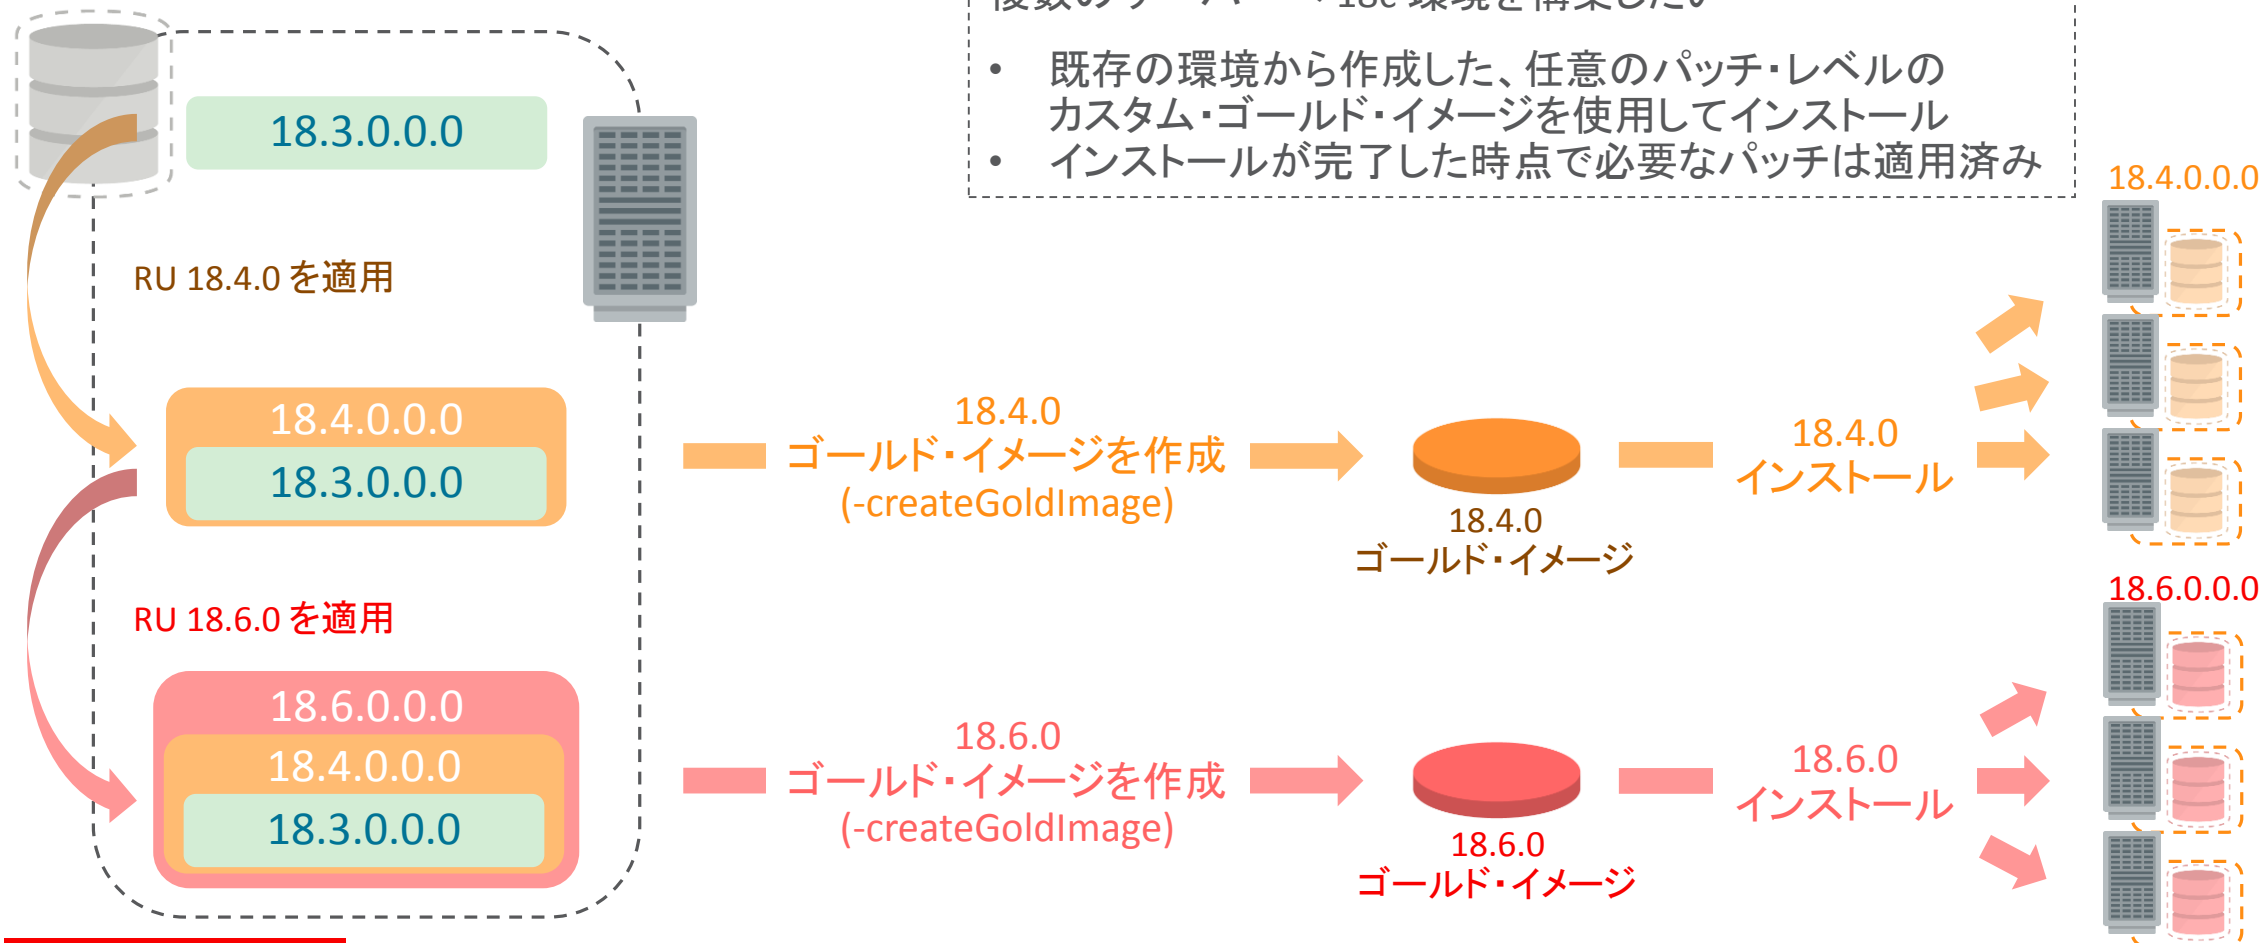 18c 環境を構築したい
• 既存の環境から作成した、任意のパッチ・レベルの
カスタム・ゴールド・イメージを使用してインストール
• インストールが完了した時点で必要なパッチは適用済み
18.3.0.0.0
RU 18.4.0 を適用
18.4.0.0.0
18.3.0.0.0
RU 18.6.0 を適用
18.6.0.0.0
18.4.0.0.0
18.3.0.0.0
18.4.0
ゴールド・イメージを作成
(-createGoldImage)
18.4.0
ゴールド・イメージ
18.4.0
インストール
18.4.0.0.0
18.6.0
ゴールド・イメージを作成
(-createGoldImage)
18.6.0
ゴールド・イメージ
18.6.0
インストール
18.6.0.0.0